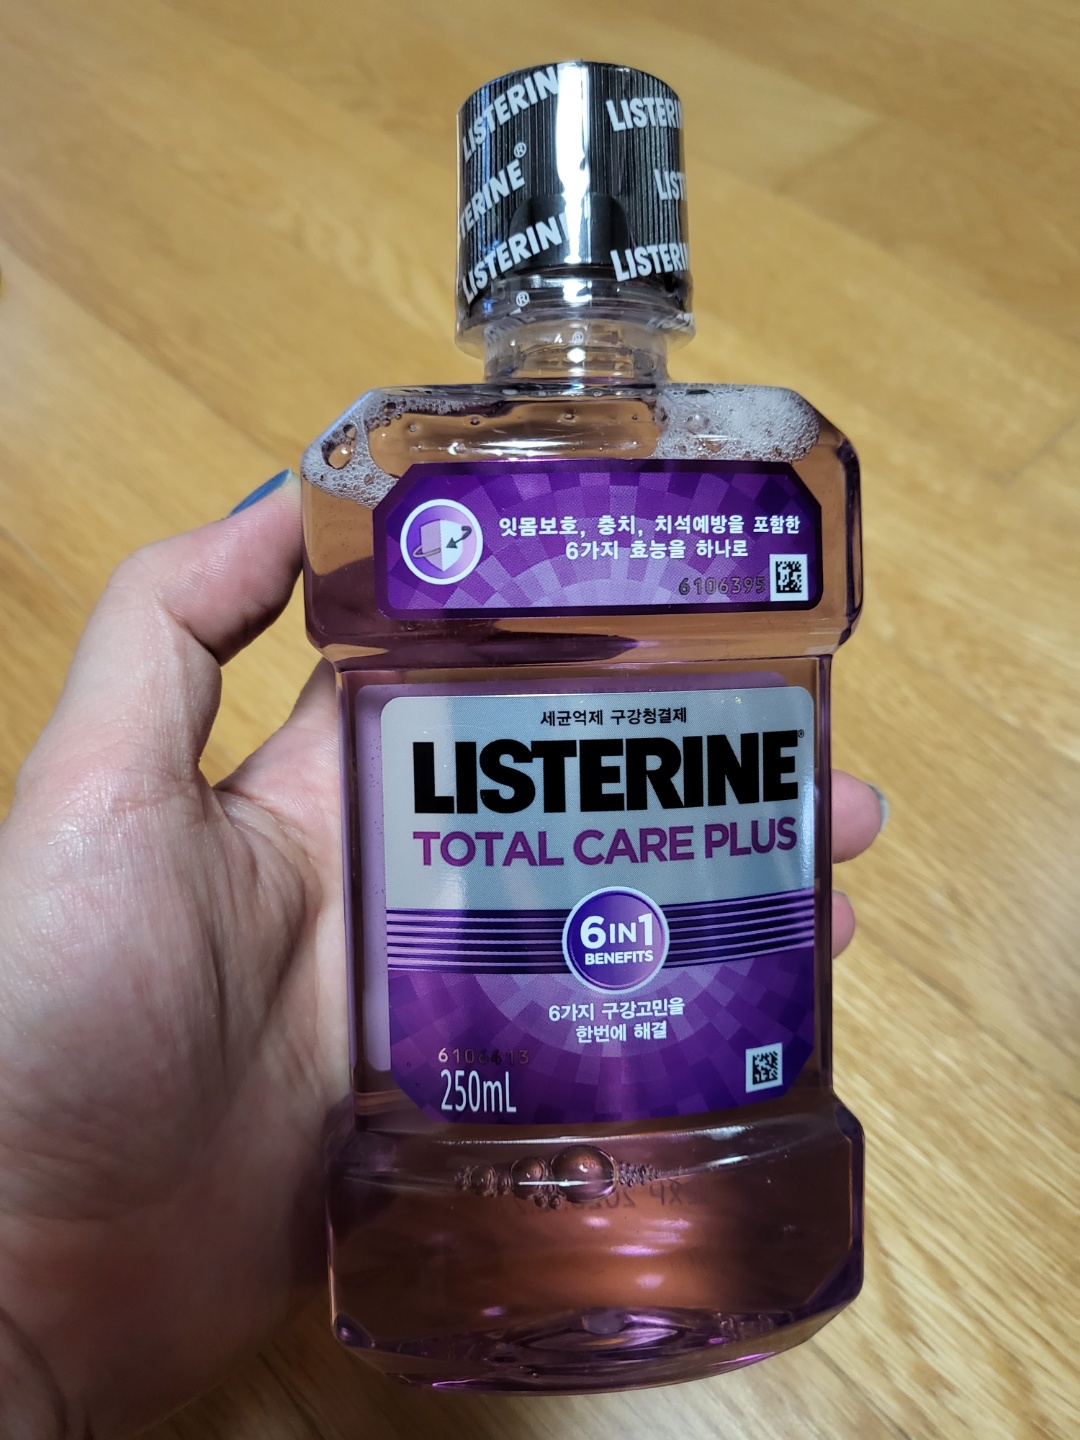 LISTERINE
LISTERINE®
LISTERINE
잇몸보호, 충치, 치석예방을 포함한
6가지 효능을 하나로
6106395
세균억제 구강청결제
LISTERINE®
TOTAL CARE PLUS
6IN1
BENEFITS
6가지 구강고민을
한번에 해결
250mL